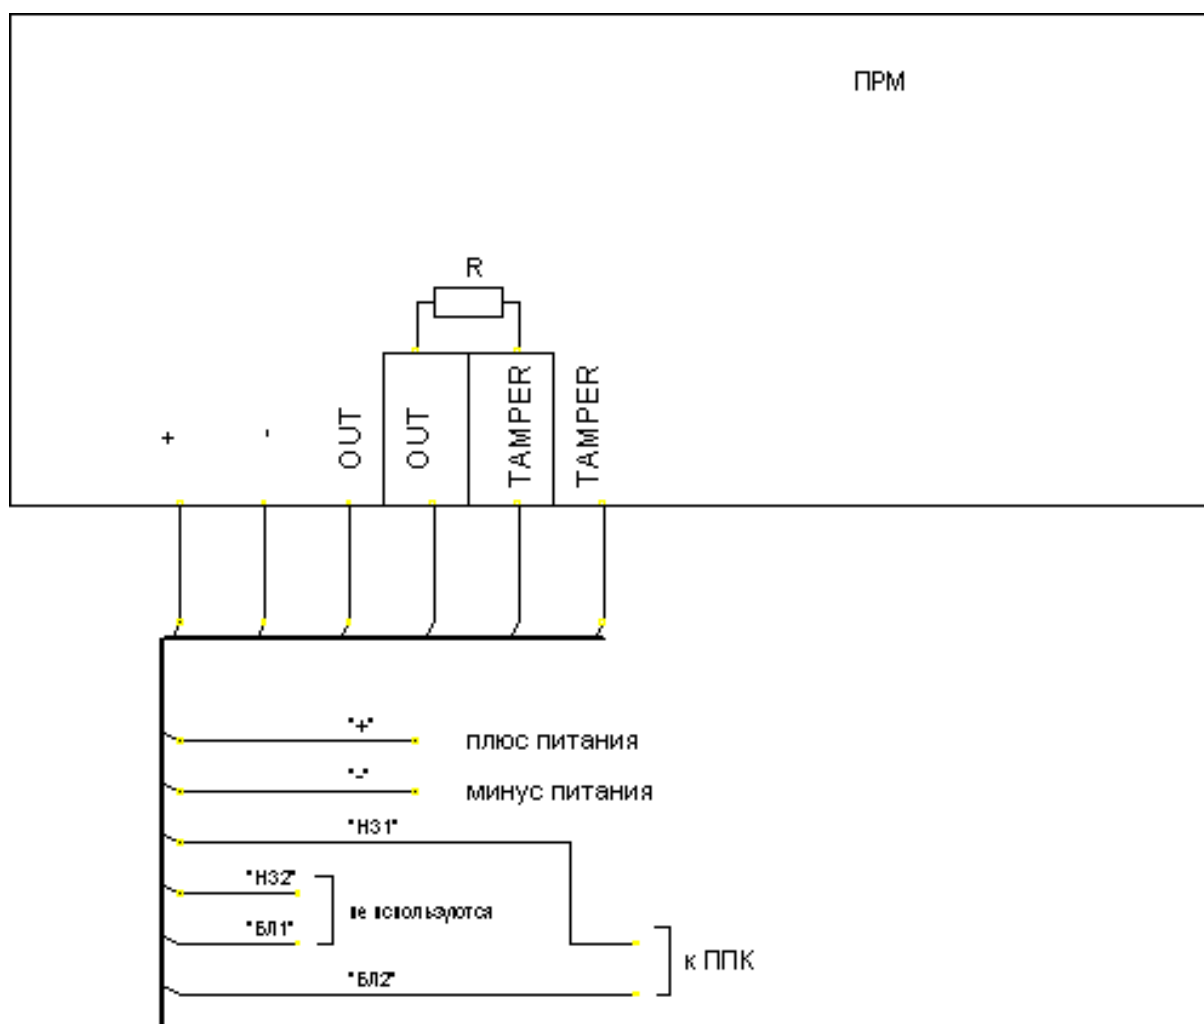 ПРМ
R
+
-
OUT
OUT
TAMPER
TAMPER
"+"
плюс питания
"-"
минус питания
"НЗ1"
"НЗ2"
не используются
"БЛ1"
к ППК
"БЛ2"